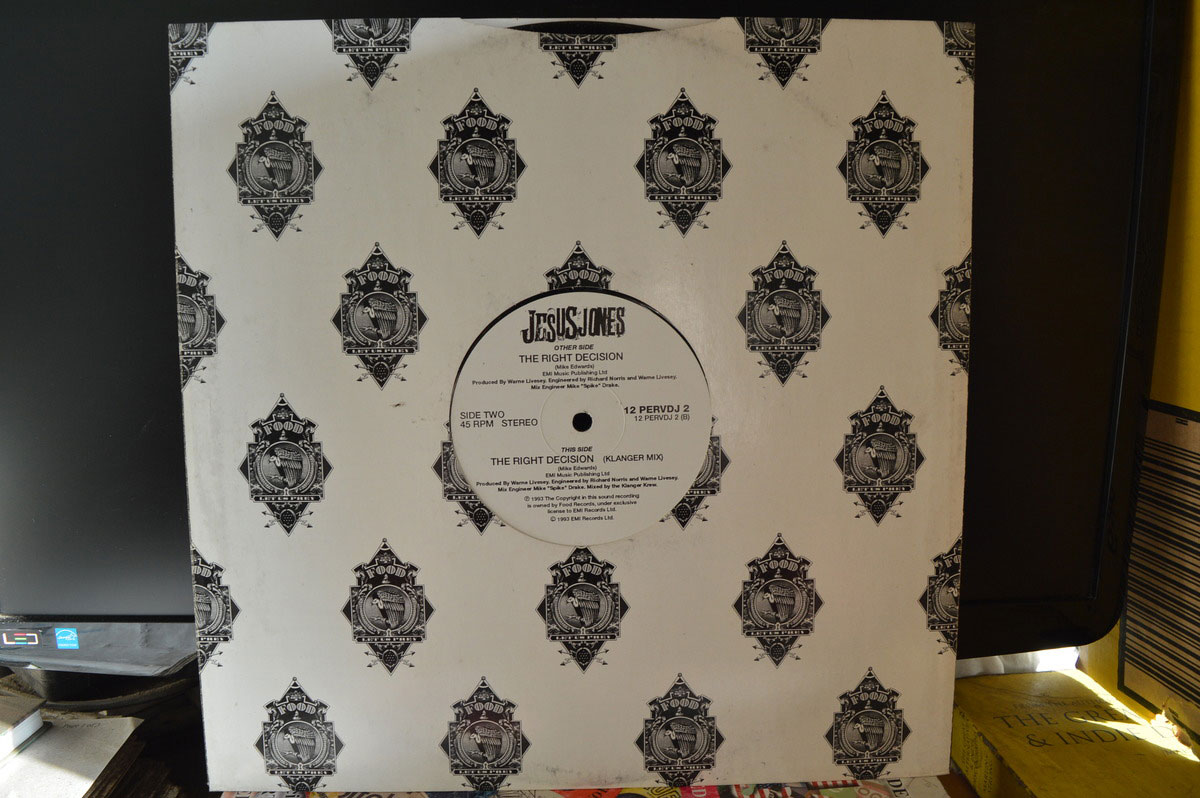 FOOD
LET US PREY
JESUS JONES
OTHER SIDE
THE RIGHT DECISION
(Mike Edwards)
EMI Music Publishing Ltd
Produced By Warne Livesey. Engineered by Richard Norris and Warne Livesey.
Mix Engineer Mike "Spike" Drake.
SIDE TWO
45 RPM STEREO
12 PERVDJ 2
12 PERVDJ 2 (B)
THIS SIDE
THE RIGHT DECISION (KLANGER MIX)
(Mike Edwards)
EMI Music Publishing Ltd
Produced By Warne Livesey. Engineered by Richard Norris and Warne Livesey.
Mix Engineer Mike "Spike" Drake. Mixed by the Klanger Krew.
℗ 1993 The Copyright in this sound recording
is owned by Food Records, under exclusive
license to EMI Records Ltd.
© 1993 EMI Records Ltd.
LED
THE
& INDI